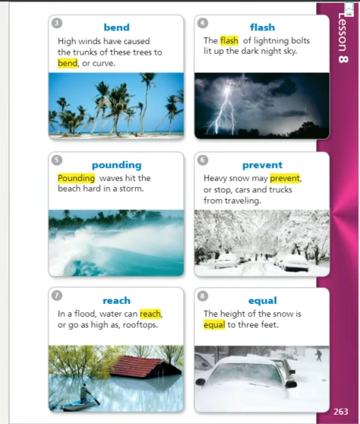 Lesson 8
3
bend
High winds have caused
the trunks of these trees to
bend, or curve.
4
flash
The flash of lightning bolts
lit up the dark night sky.
5
pounding
Pounding waves hit the
beach hard in a storm.
6
prevent
Heavy snow may prevent,
or stop, cars and trucks
from traveling.
7
reach
In a flood, water can reach,
or go as high as, rooftops.
8
equal
The height of the snow is
equal to three feet.
263